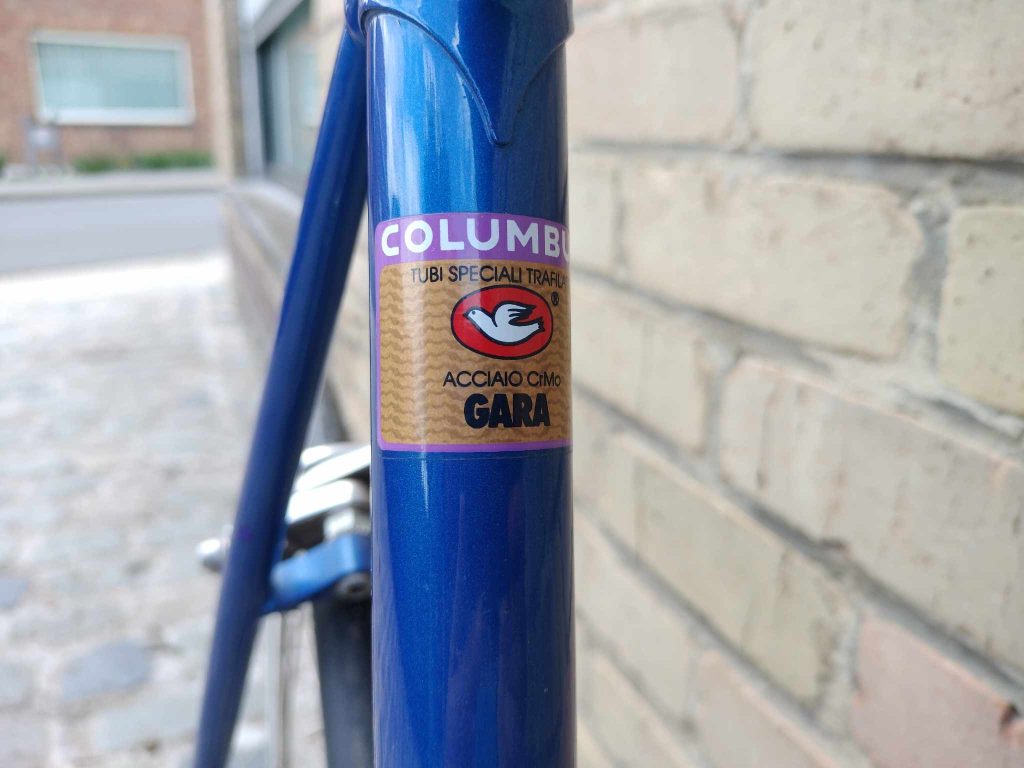 COLUMBU
TUBI SPECIALI TRAFILA
®
ACCIAIO CrMo
GARA